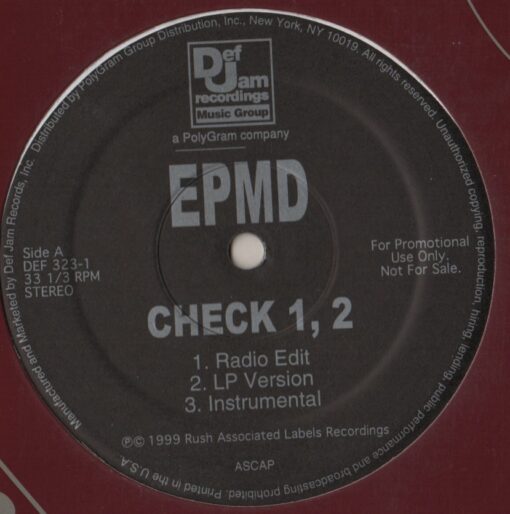 Manufactured and Marketed by Def Jam Records, Inc. Distributed by PolyGram Group Distribution, Inc., New York, NY 10019. All rights reserved. Unauthorized copying, reproduction, hiring, lending, public performance and broadcasting prohibited. Printed in the U.S.A.
Def
Jam
recordings
Music Group
a PolyGram company
EPMD
Side A
DEF 323-1
33 1/3 RPM
STEREO
For Promotional
Use Only.
Not For Sale.
CHECK 1, 2
1. Radio Edit
2. LP Version
3. Instrumental
℗© 1999 Rush Associated Labels Recordings
ASCAP